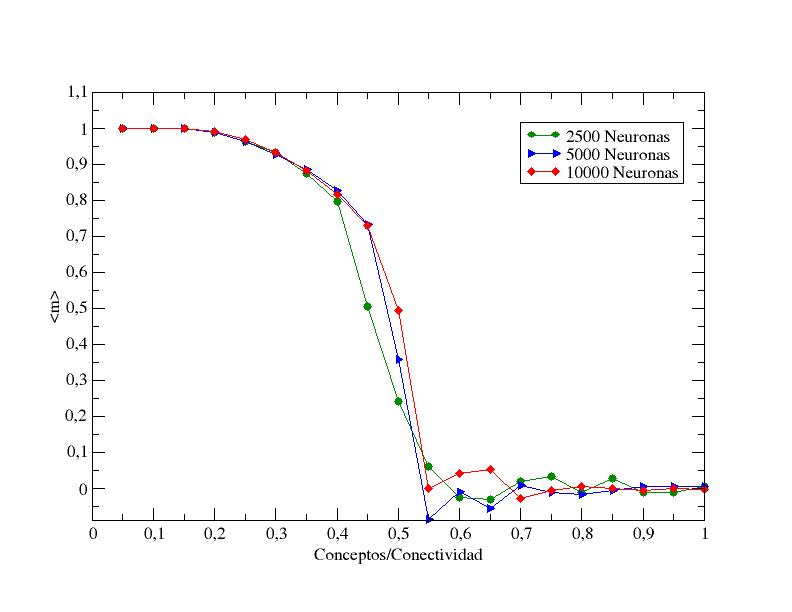 1,1
1
0,9
0,8
0,7
0,6
0,5
0,4
0,3
0,2
0,1
0
<m>
2500 Neuronas
5000 Neuronas
10000 Neuronas
0 0,1 0,2 0,3 0,4 0,5 0,6 0,7 0,8 0,9 1
Conceptos/Conectividad